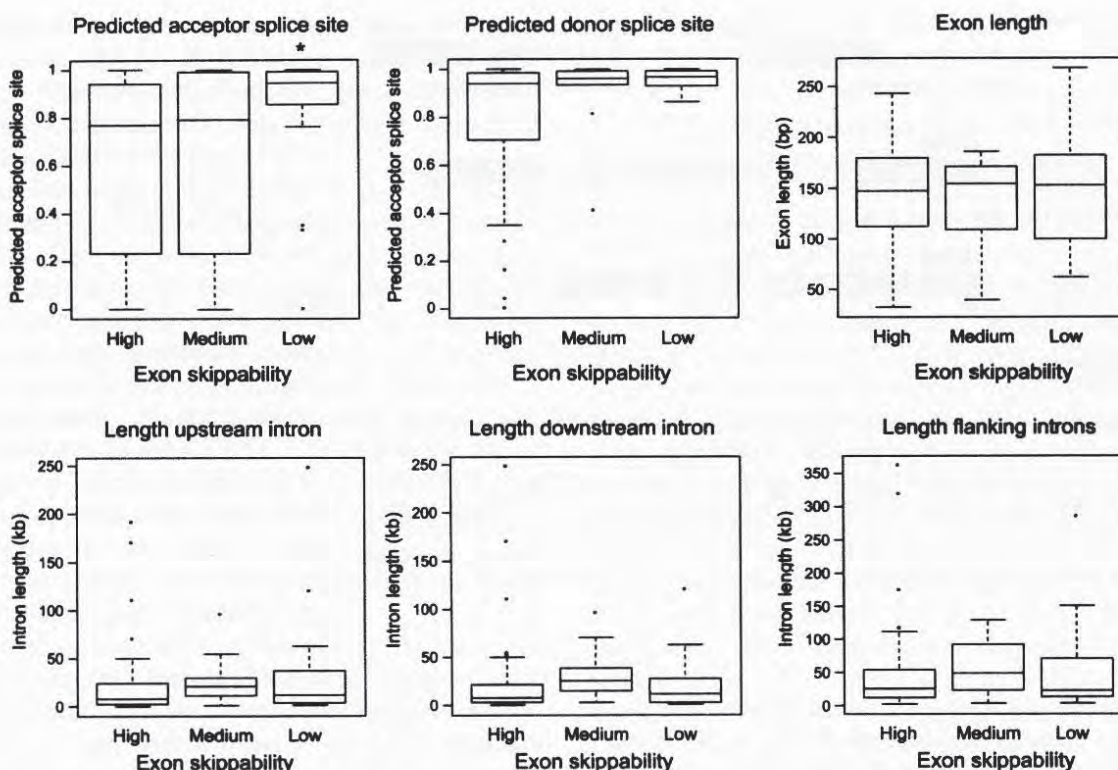 Predicted acceptor splice site
Predicted acceptor splice site
1
0.8
0.6
0.4
0.2
0
*
High Medium Low
Exon skippability
Predicted donor splice site
Predicted acceptor splice site
1
0.8
0.6
0.4
0.2
0
High Medium Low
Exon skippability
Exon length
Exon length (bp)
250
200
150
100
50
High Medium Low
Exon skippability
Length upstream intron
Intron length (kb)
250
200
150
100
50
0
High Medium Low
Exon skippability
Length downstream intron
Intron length (kb)
250
200
150
100
50
0
High Medium Low
Exon skippability
Length flanking introns
Intron length (kb)
350
300
250
200
150
100
50
0
High Medium Low
Exon skippability